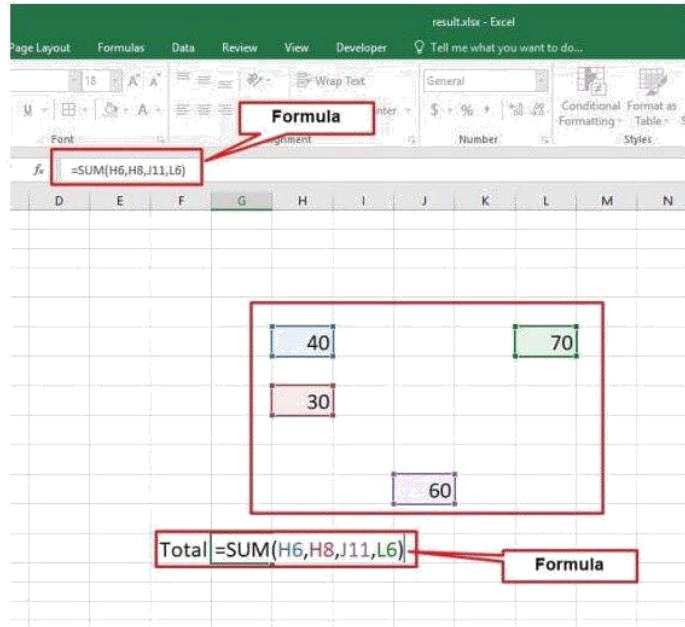 result.xlsx - Excel
Page Layout Formulas Data Review View Developer Tell me what you want to do...
18 A A Wrap Text General
U A $ % Conditional Format as
Formatting Table
Font Number Styles
Formula
fx =SUM(H6,H8,J11,L6)
D E F G H I J K L M N
40 70
30
60
Total =SUM(H6,H8,J11,L6)
Formula